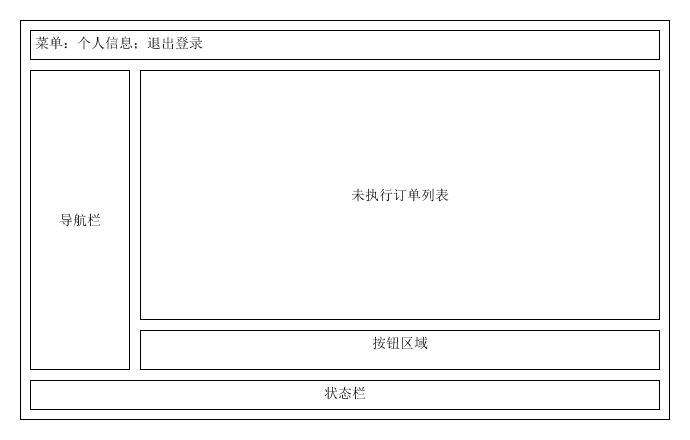 菜单：个人信息；退出登录
未执行订单列表
导航栏
按钮区域
状态栏